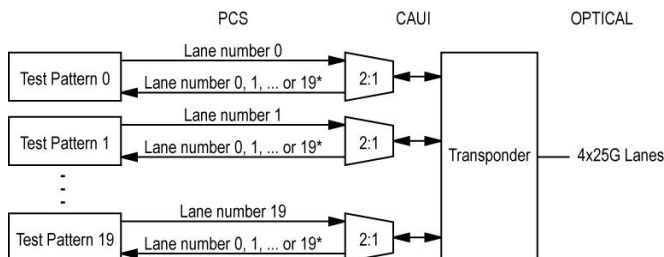 PCS CAUI OPTICAL
Lane number 0
Test Pattern 0
2:1
Lane number 0, 1, ... or 19*
Lane number 1
Test Pattern 1
2:1
Lane number 0, 1, ... or 19*
Transponder
4x25G Lanes
Lane number 19
Test Pattern 19
2:1
Lane number 0, 1, ... or 19*